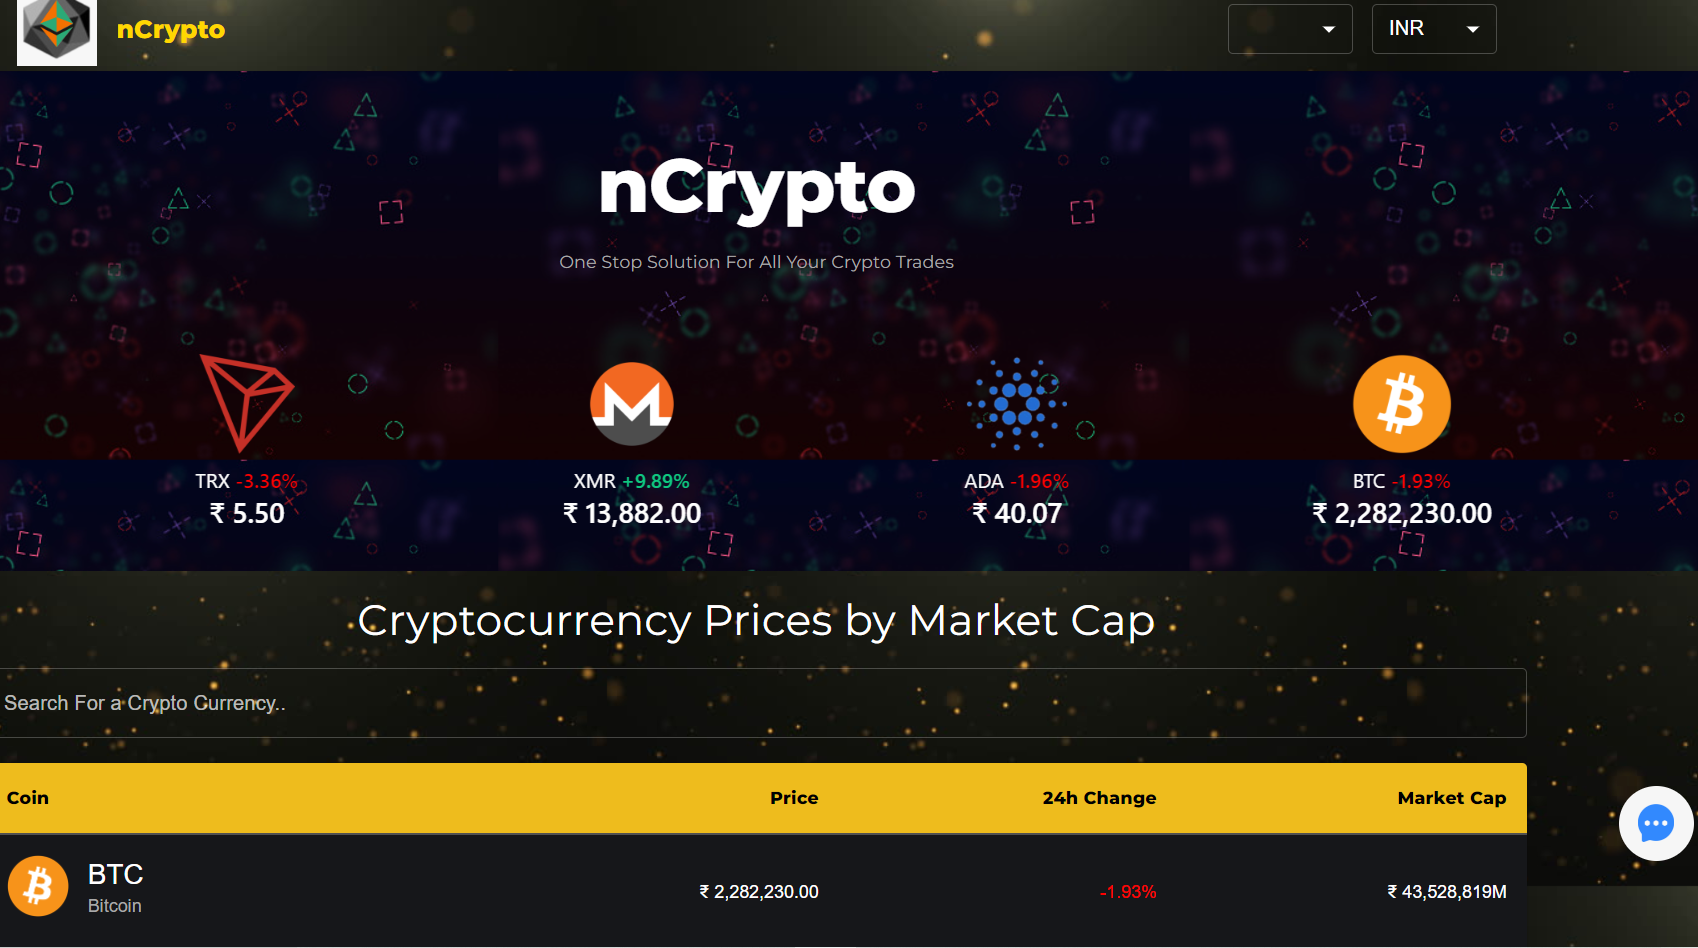 nCrypto
INR
nCrypto
One Stop Solution For All Your Crypto Trades
TRX -3.36%
₹ 5.50
XMR +9.89%
₹ 13,882.00
ADA -1.96%
₹ 40.07
BTC -1.93%
₹ 2,282,230.00
Cryptocurrency Prices by Market Cap
Search For a Crypto Currency..
Coin Price 24h Change Market Cap
BTC
Bitcoin
₹ 2,282,230.00 -1.93% ₹ 43,528,819M